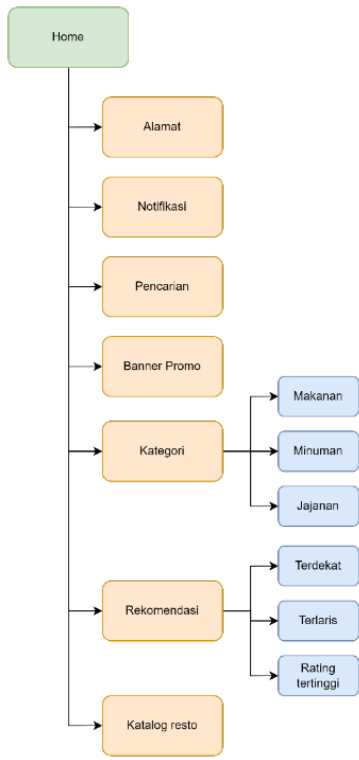 Home
Alamat
Notifikasi
Pencarian
Banner Promo
Kategori
Makanan
Minuman
Jajanan
Rekomendasi
Terdekat
Terlaris
Rating
tertinggi
Katalog resto